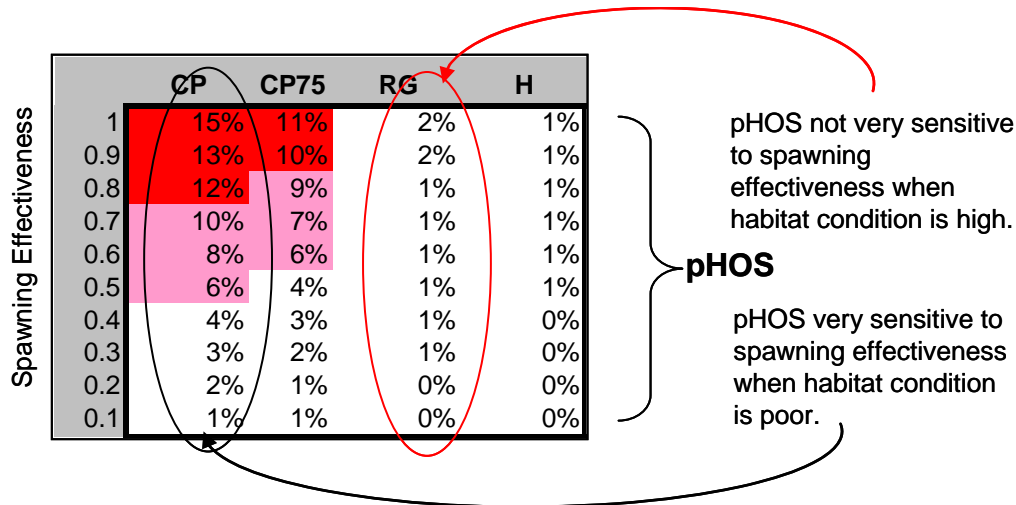 CP CP75 RG H
Spawning Effectiveness
1 15% 11% 2% 1%
0.9 13% 10% 2% 1%
0.8 12% 9% 1% 1%
0.7 10% 7% 1% 1%
0.6 8% 6% 1% 1%
0.5 6% 4% 1% 1%
0.4 4% 3% 1% 0%
0.3 3% 2% 1% 0%
0.2 2% 1% 0% 0%
0.1 1% 1% 0% 0%
pHOS not very sensitive
to spawning
effectiveness when
habitat condition is high.
pHOS
pHOS very sensitive to
spawning effectiveness
when habitat condition
is poor.